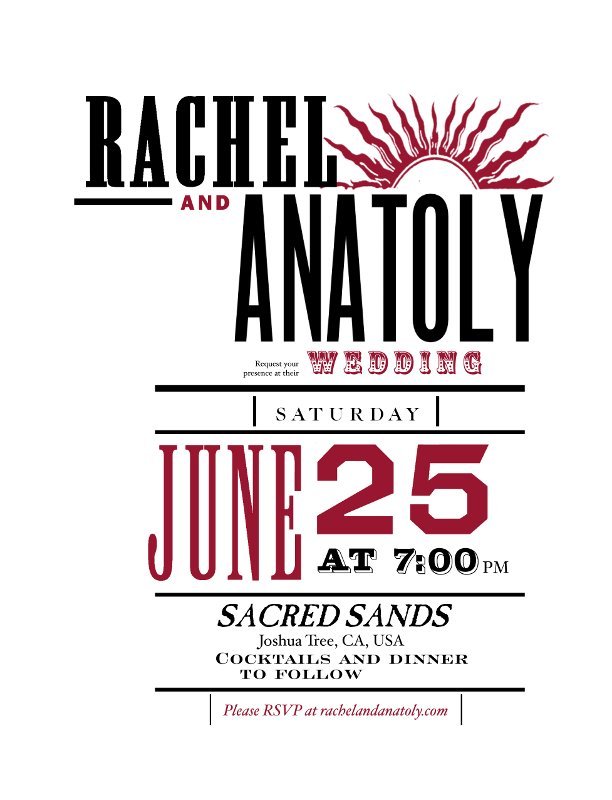 RACHEL
AND
ANATOLY
Request your
presence at their
WEDDING
SATURDAY
JUNE 25
AT 7:00 PM
SACRED SANDS
Joshua Tree, CA, USA
COCKTAILS AND DINNER
TO FOLLOW
Please RSVP at rachelandanatoly.com